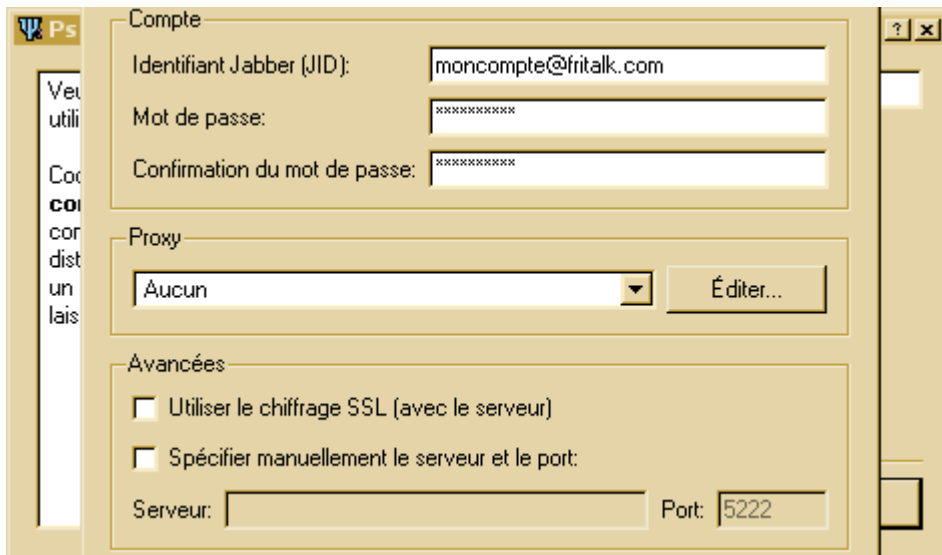 Ps
Compte
Identifiant Jabber (JID): moncompte@fritalk.com
Mot de passe: **********
Confirmation du mot de passe: **********
Proxy
Aucun Éditer...
Avancées
Utiliser le chiffrage SSL (avec le serveur)
Spécifier manuellement le serveur et le port:
Serveur: Port: 5222
un